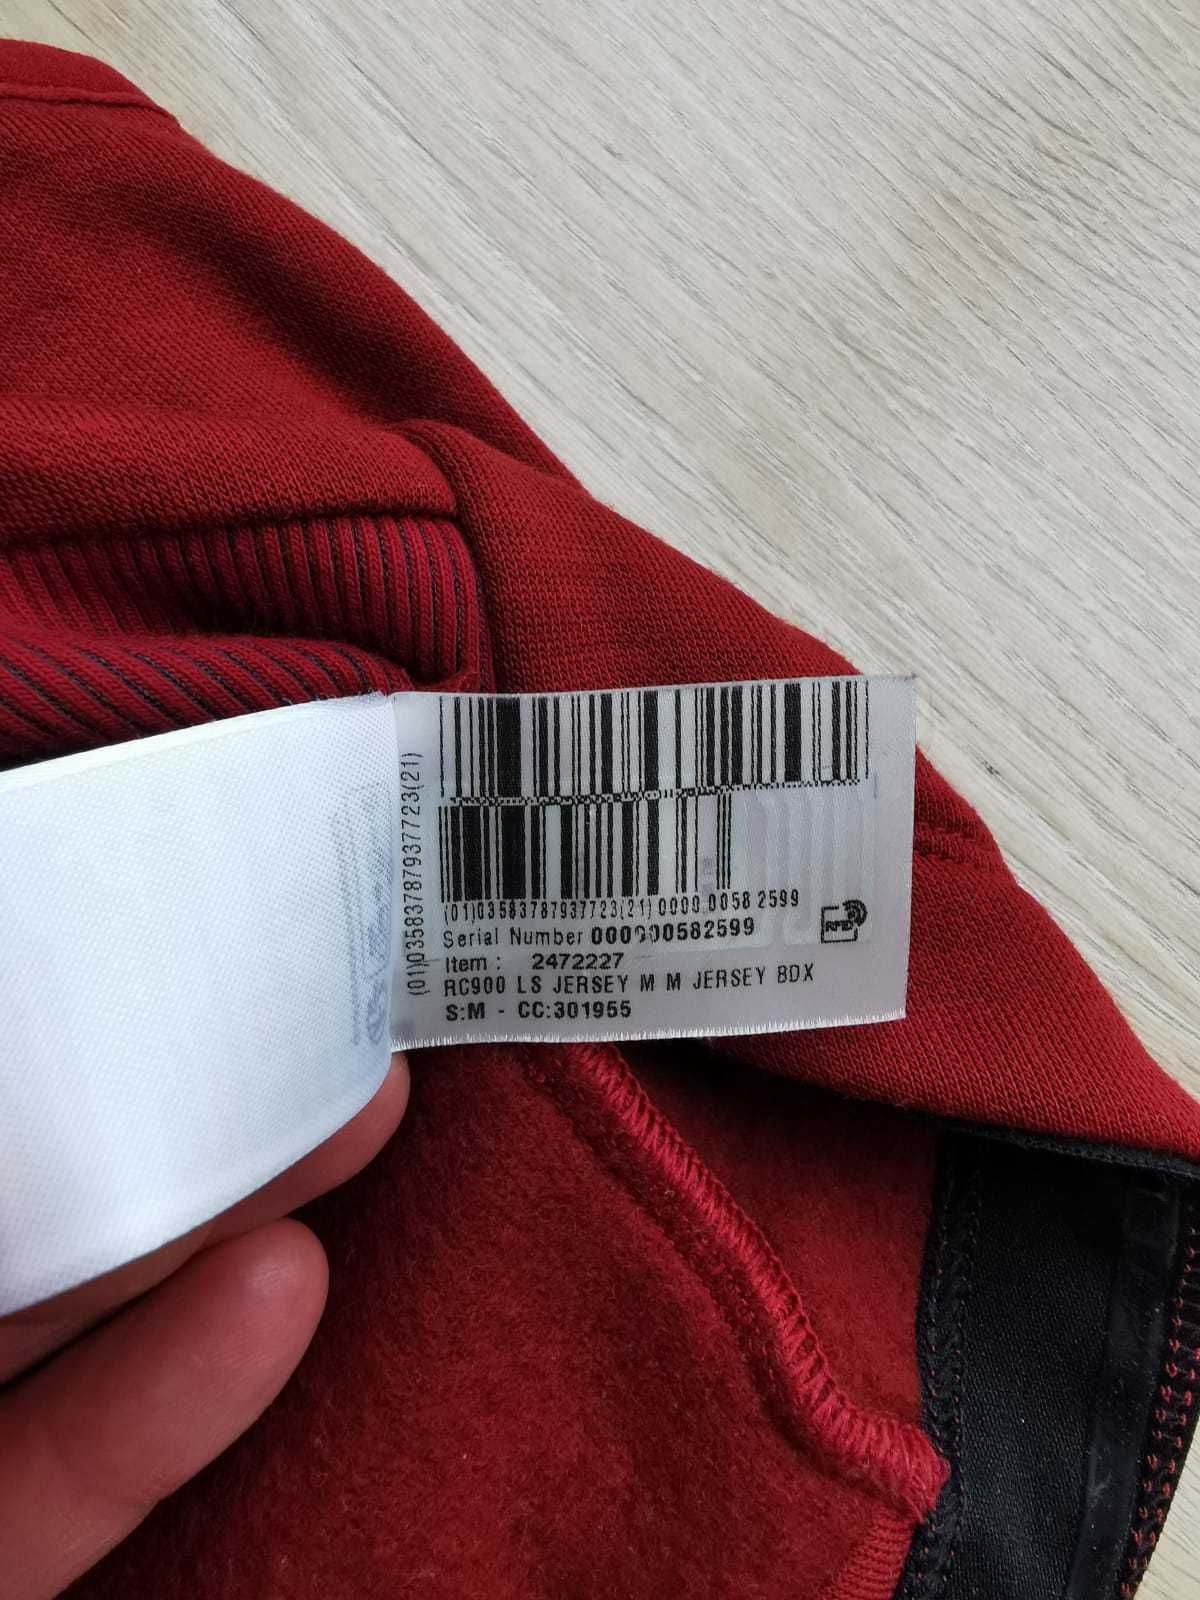 (01)03583787937723(21)
(01)03583787937723(21) 0000 0058 2599
Serial Number 000000582599
RFID
Item : 2472227
RC900 LS JERSEY M M JERSEY BDX
S:M - CC:301955